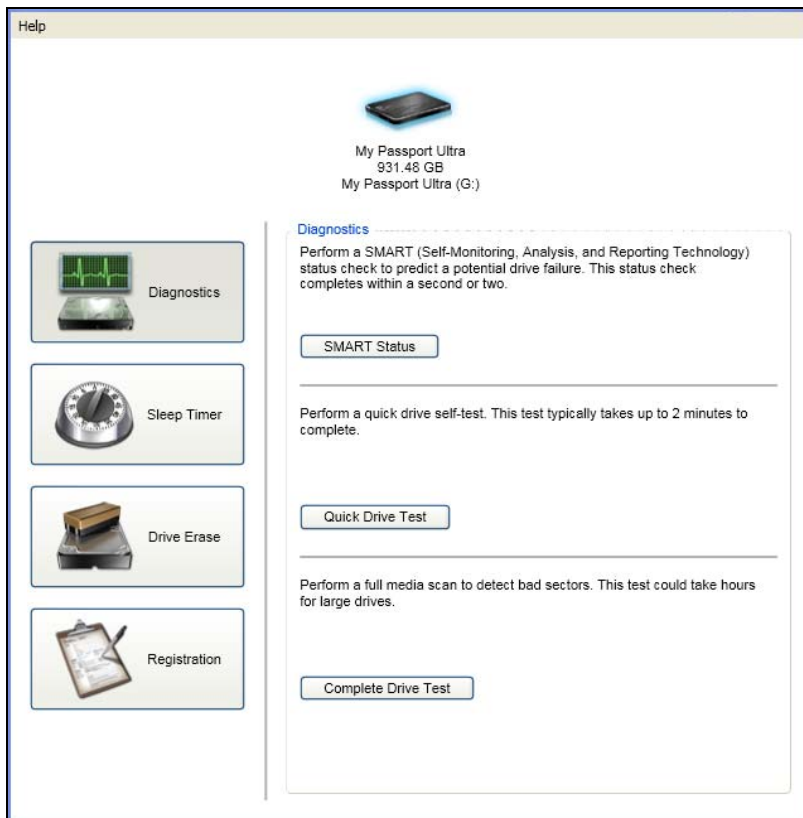 Help
My Passport Ultra
931.48 GB
My Passport Ultra (G:)
Diagnostics
Sleep Timer
Drive Erase
Registration
Diagnostics
Perform a SMART (Self-Monitoring, Analysis, and Reporting Technology)
status check to predict a potential drive failure. This status check
completes within a second or two.
SMART Status
Perform a quick drive self-test. This test typically takes up to 2 minutes to
complete.
Quick Drive Test
Perform a full media scan to detect bad sectors. This test could take hours
for large drives.
Complete Drive Test